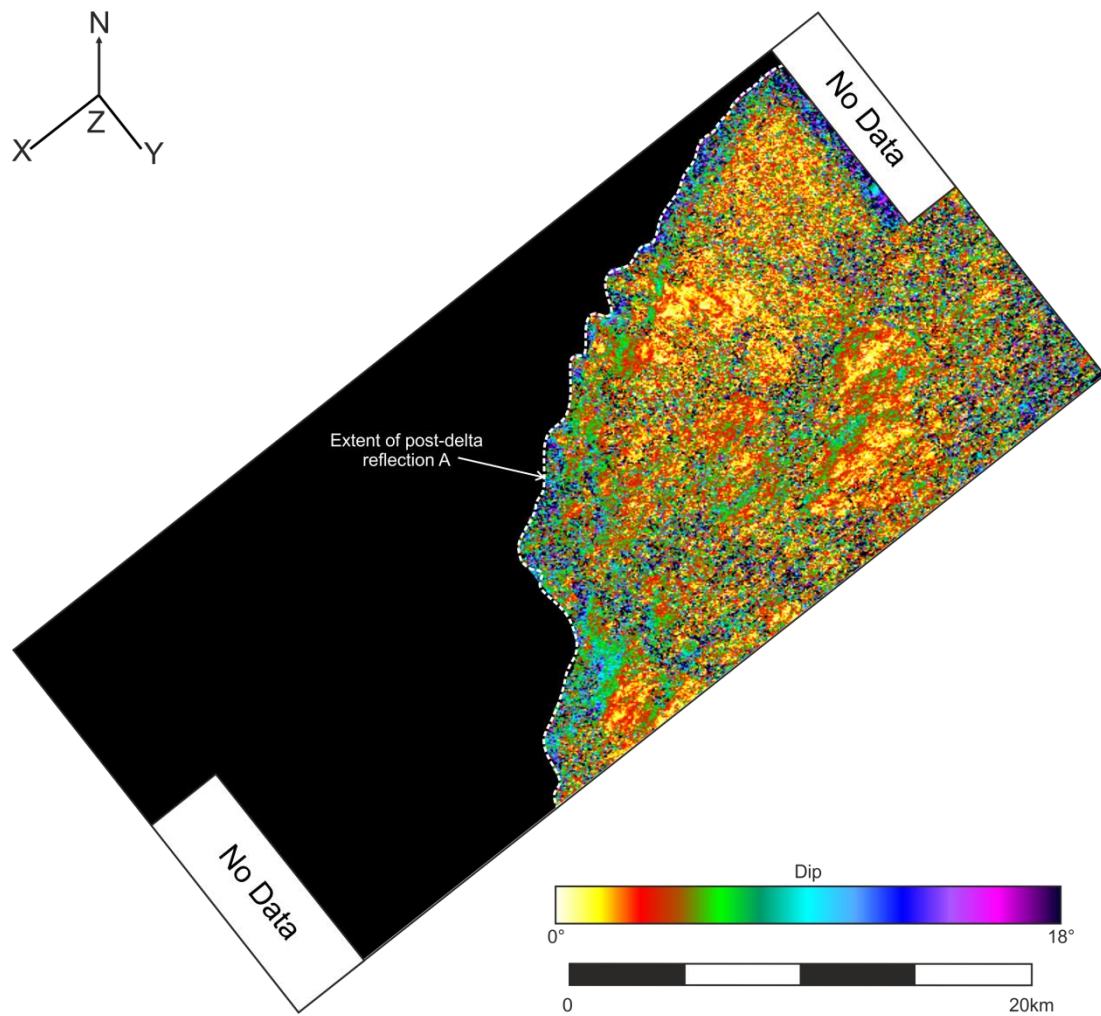 N
X
Z
Y
No Data
Extent of post-delta
reflection A
No Data
Dip
0°
18°
0
20km